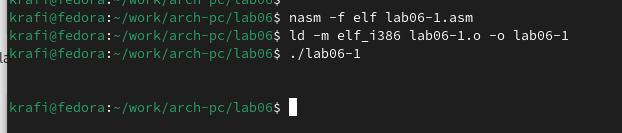 krafi@fedora:~/work/arch-pc/lab06$ nasm -f elf lab06-1.asm
krafi@fedora:~/work/arch-pc/lab06$ ld -m elf_i386 lab06-1.o -o lab06-1
krafi@fedora:~/work/arch-pc/lab06$ ./lab06-1
krafi@fedora:~/work/arch-pc/lab06$